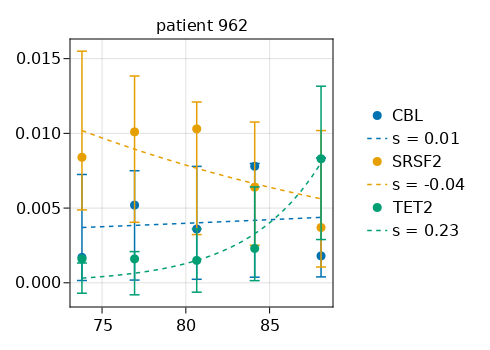 patient 962
0.015
0.010
0.005
0.000
75
80
85
CBL
s = 0.01
SRSF2
s = -0.04
TET2
s = 0.23